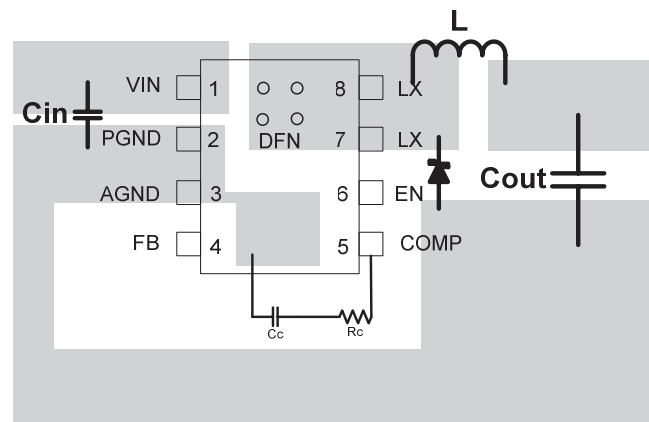 L
VIN 1 8 LX
Cin
PGND 2 DFN 7 LX
AGND 3 6 EN
Cout
FB 4 5 COMP
Cc Rc